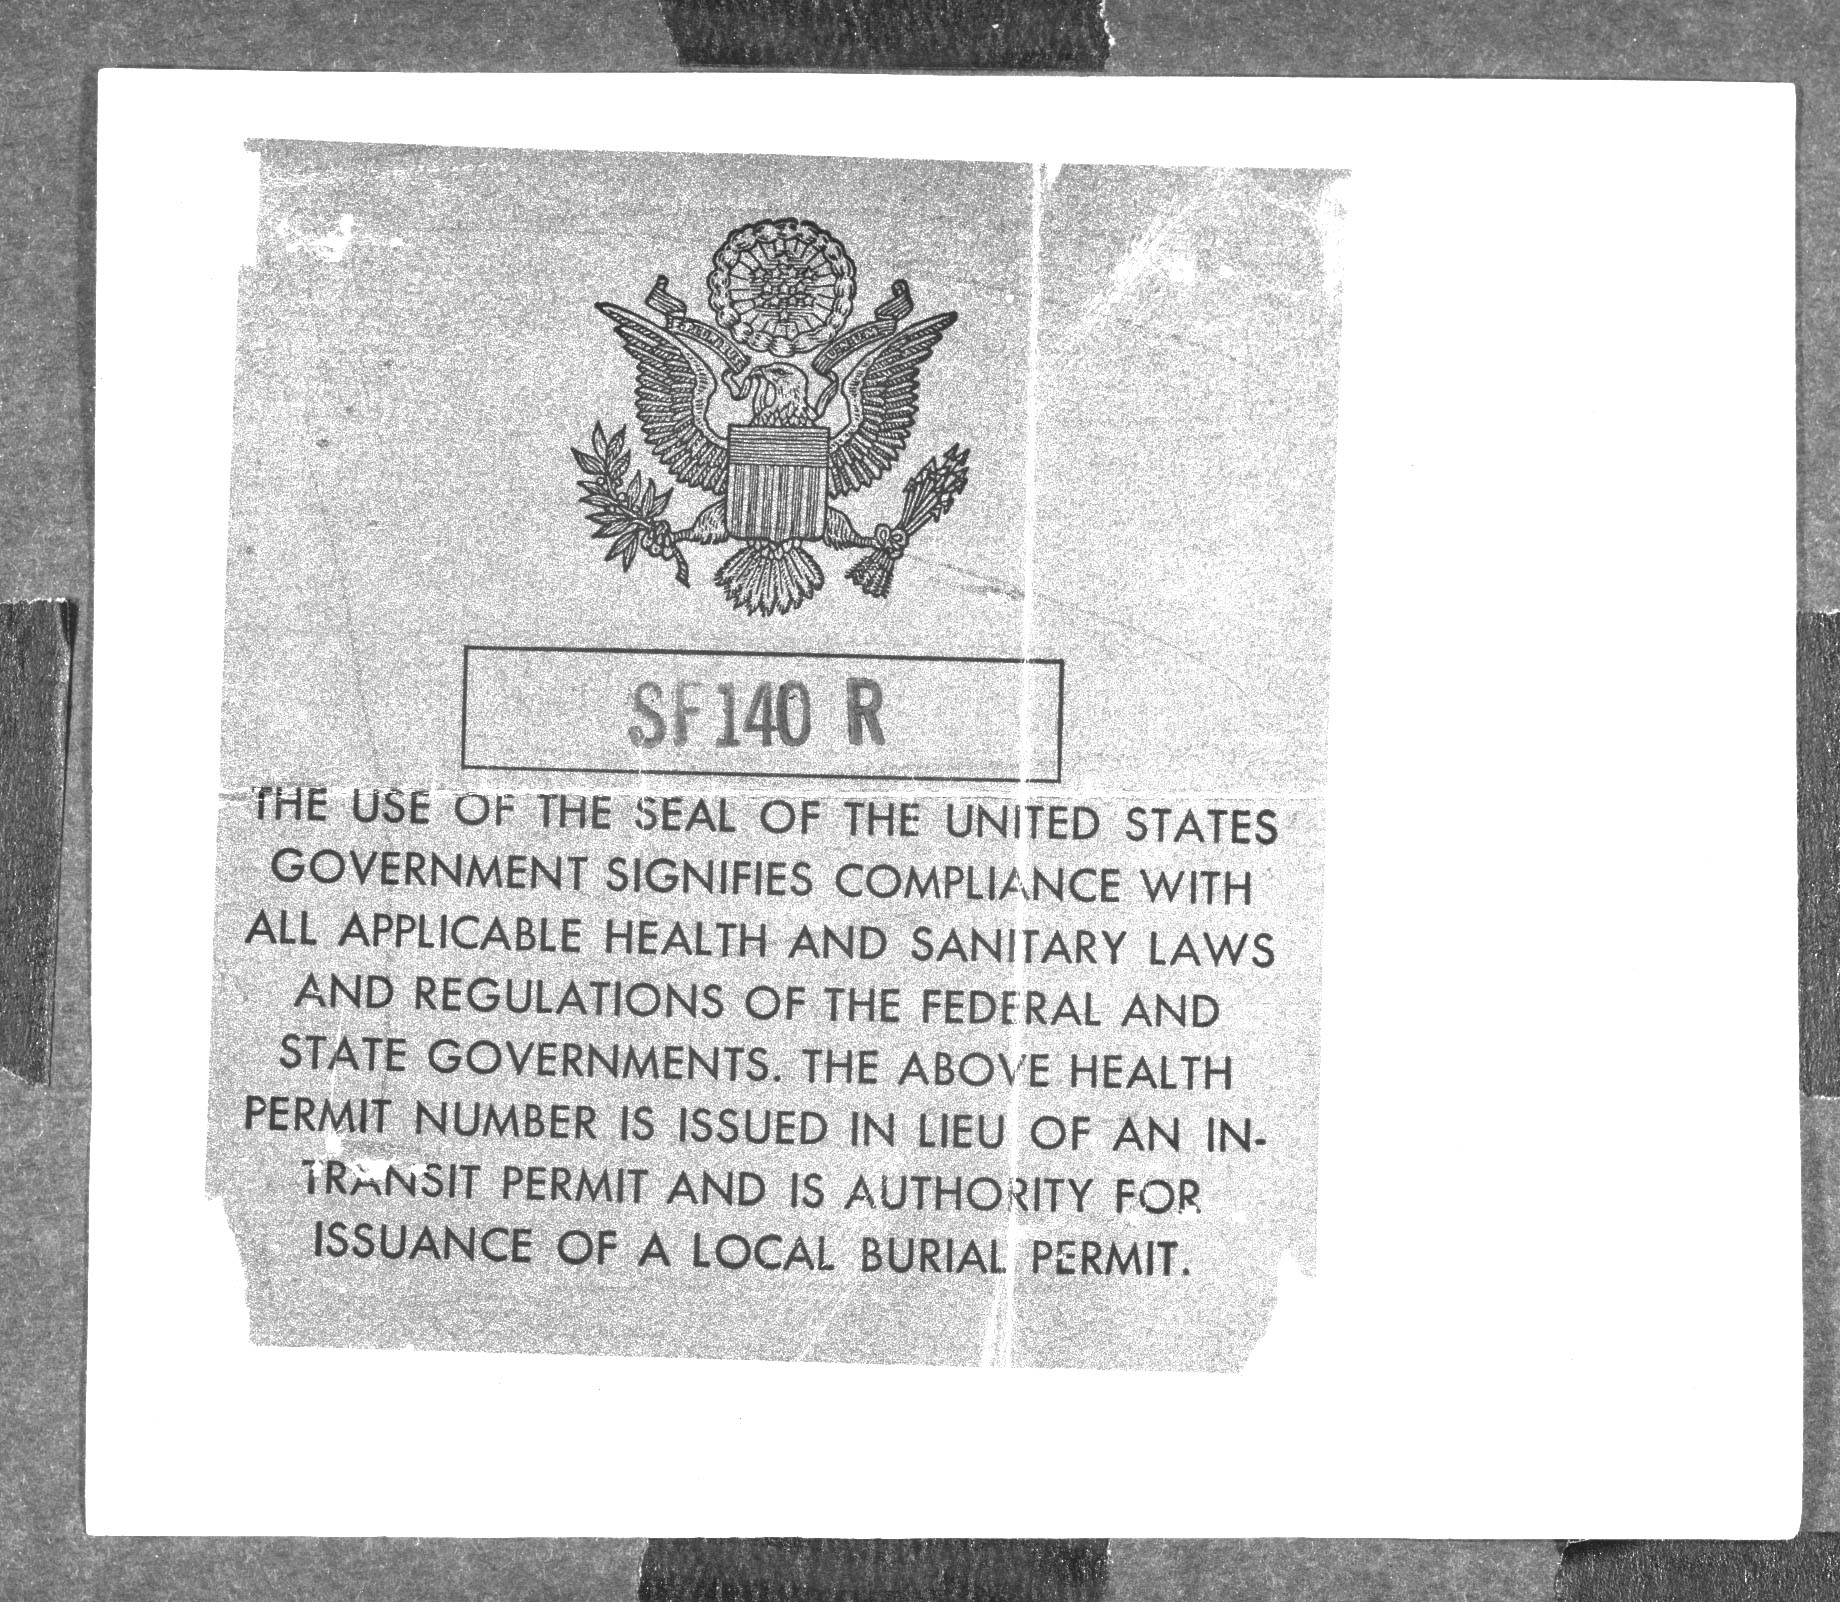 SF140 R
THE USE OF THE SEAL OF THE UNITED STATES
GOVERNMENT SIGNIFIES COMPLIANCE WITH
ALL APPLICABLE HEALTH AND SANITARY LAWS
AND REGULATIONS OF THE FEDERAL AND
STATE GOVERNMENTS. THE ABOVE HEALTH
PERMIT NUMBER IS ISSUED IN LIEU OF AN IN-
TRANSIT PERMIT AND IS AUTHORITY FOR
ISSUANCE OF A LOCAL BURIAL PERMIT.